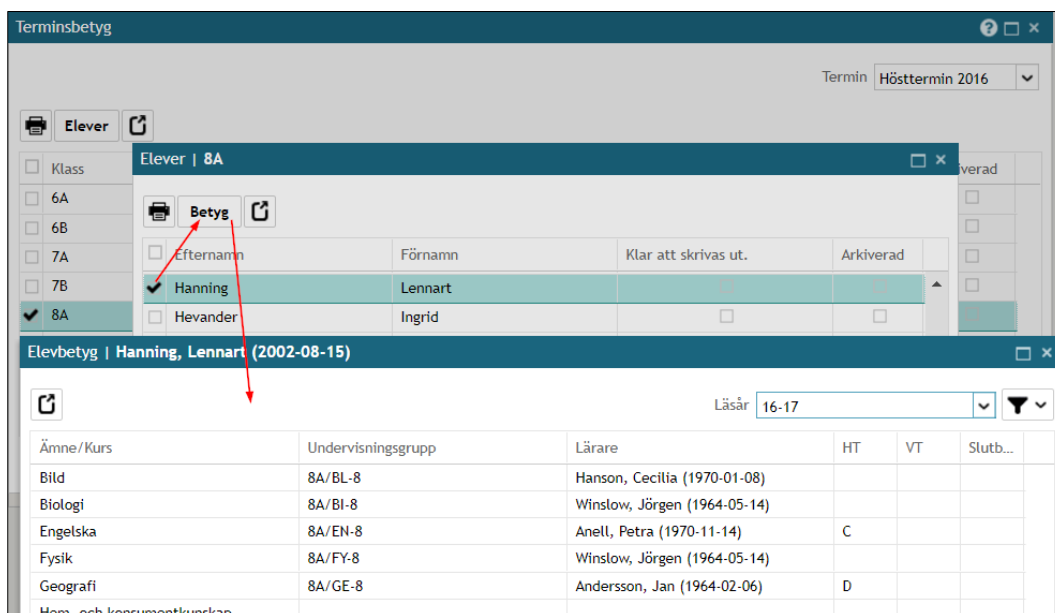 Terminsbetyg
Termin Hösttermin 2016
Elever
Klass
6A
6B
7A
7B
8A
iverad
Elever | 8A
Betyg
Efternamn Förnamn Klar att skrivas ut. Arkiverad
Hanning Lennart
Hevander Ingrid
Elevbetyg | Hanning, Lennart (2002-08-15)
Läsår 16-17
Ämne/Kurs Undervisningsgrupp Lärare HT VT Slutb...
Bild 8A/BL-8 Hanson, Cecilia (1970-01-08)
Biologi 8A/BI-8 Winslow, Jörgen (1964-05-14)
Engelska 8A/EN-8 Anell, Petra (1970-11-14) C
Fysik 8A/FY-8 Winslow, Jörgen (1964-05-14)
Geografi 8A/GE-8 Andersson, Jan (1964-02-06) D
Hem- och konsumentkunskap